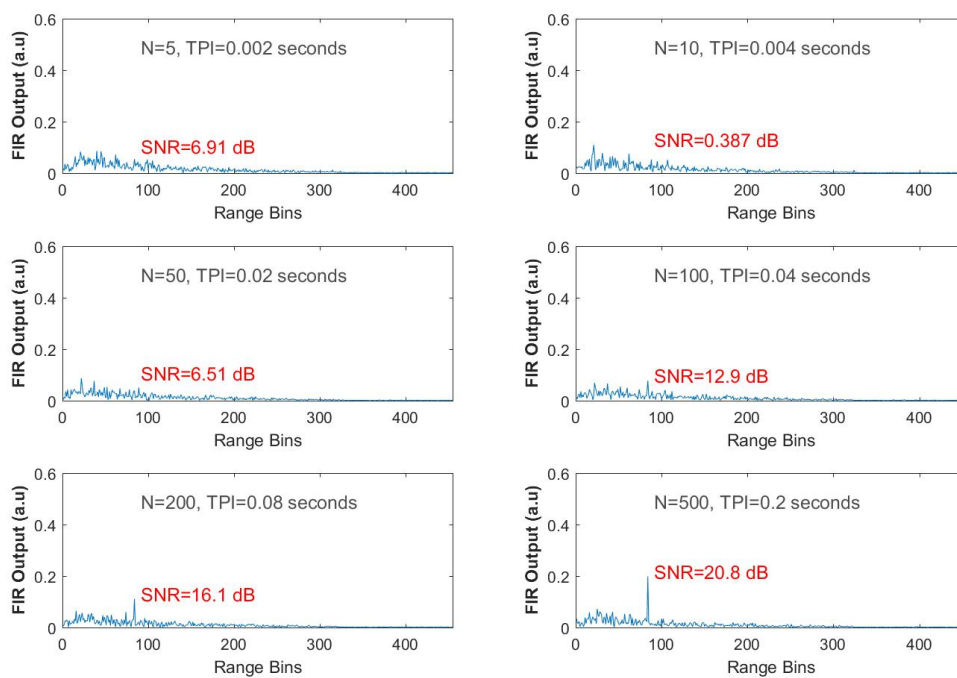 0.6
0.4
0.2
0
FIR Output (a.u)
N=5, TPI=0.002 seconds
SNR=6.91 dB
0 100 200 300 400
Range Bins
0.6
0.4
0.2
0
FIR Output (a.u)
N=10, TPI=0.004 seconds
SNR=0.387 dB
0 100 200 300 400
Range Bins
0.6
0.4
0.2
0
FIR Output (a.u)
N=50, TPI=0.02 seconds
SNR=6.51 dB
0 100 200 300 400
Range Bins
0.6
0.4
0.2
0
FIR Output (a.u)
N=100, TPI=0.04 seconds
SNR=12.9 dB
0 100 200 300 400
Range Bins
0.6
0.4
0.2
0
FIR Output (a.u)
N=200, TPI=0.08 seconds
SNR=16.1 dB
0 100 200 300 400
Range Bins
0.6
0.4
0.2
0
FIR Output (a.u)
N=500, TPI=0.2 seconds
SNR=20.8 dB
0 100 200 300 400
Range Bins